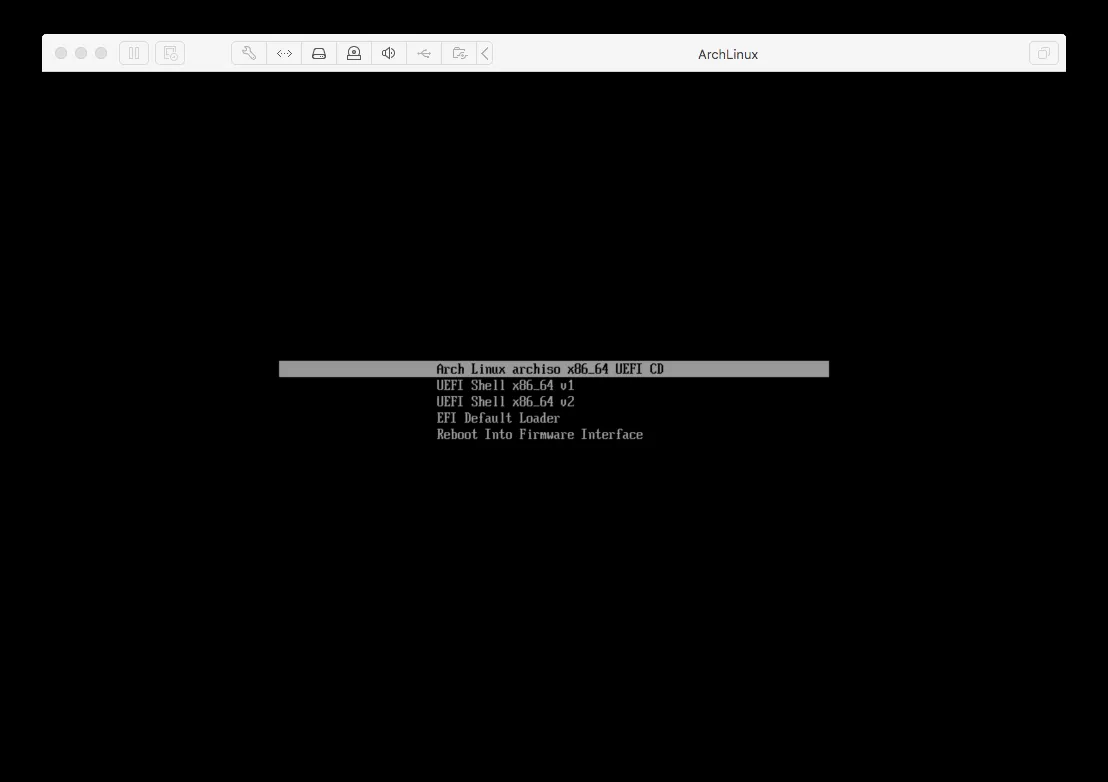 ArchLinux
Arch Linux archiso x86_64 UEFI CD
UEFI Shell x86_64 v1
UEFI Shell x86_64 v2
EFI Default Loader
Reboot Into Firmware Interface